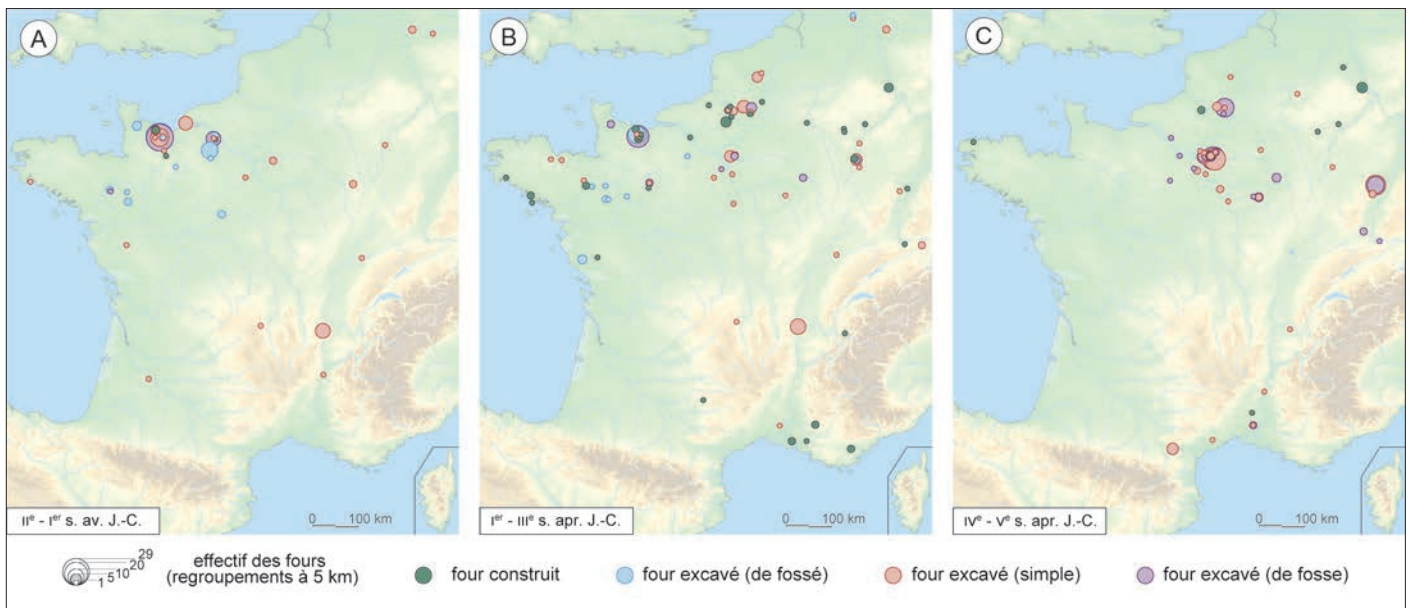 A
B
C
IIe - Ier s. av. J.-C.
0 100 km
Ier - IIIe s. apr. J.-C.
0 100 km
IVe - Ve s. apr. J.-C.
0 100 km
29
20
10
5
1
effectif des fours
(regroupements à 5 km)
four construit
four excavé (de fossé)
four excavé (simple)
four excavé (de fosse)